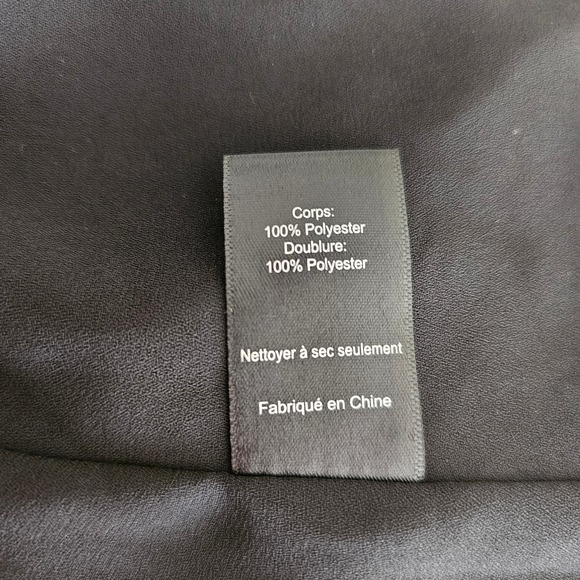 Corps:
100% Polyester
Doublure:
100% Polyester
Nettoyer à sec seulement
Fabriqué en Chine